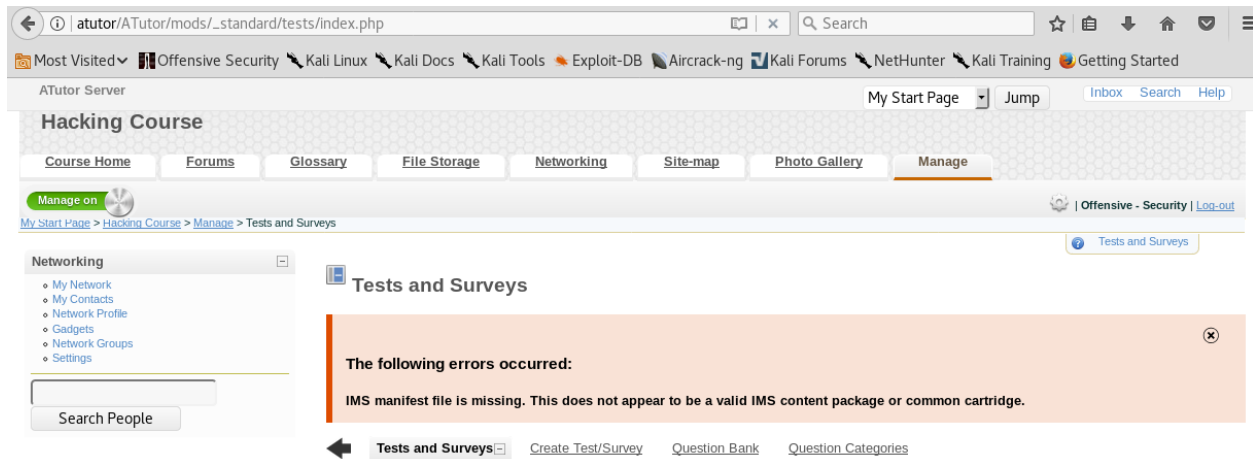 atutor/ATutor/mods/_standard/tests/index.php
Search
Most Visited Offensive Security Kali Linux Kali Docs Kali Tools Exploit-DB Aircrack-ng Kali Forums NetHunter Kali Training Getting Started
ATutor Server
My Start Page Jump Inbox Search Help
Hacking Course
Course Home Forums Glossary File Storage Networking Site-map Photo Gallery Manage
Manage on
| Offensive - Security | Log-out
My Start Page > Hacking Course > Manage > Tests and Surveys
Tests and Surveys
Networking
My Network
My Contacts
Network Profile
Gadgets
Network Groups
Settings
Search People
Tests and Surveys
The following errors occurred:
IMS manifest file is missing. This does not appear to be a valid IMS content package or common cartridge.
Tests and Surveys Create Test/Survey Question Bank Question Categories